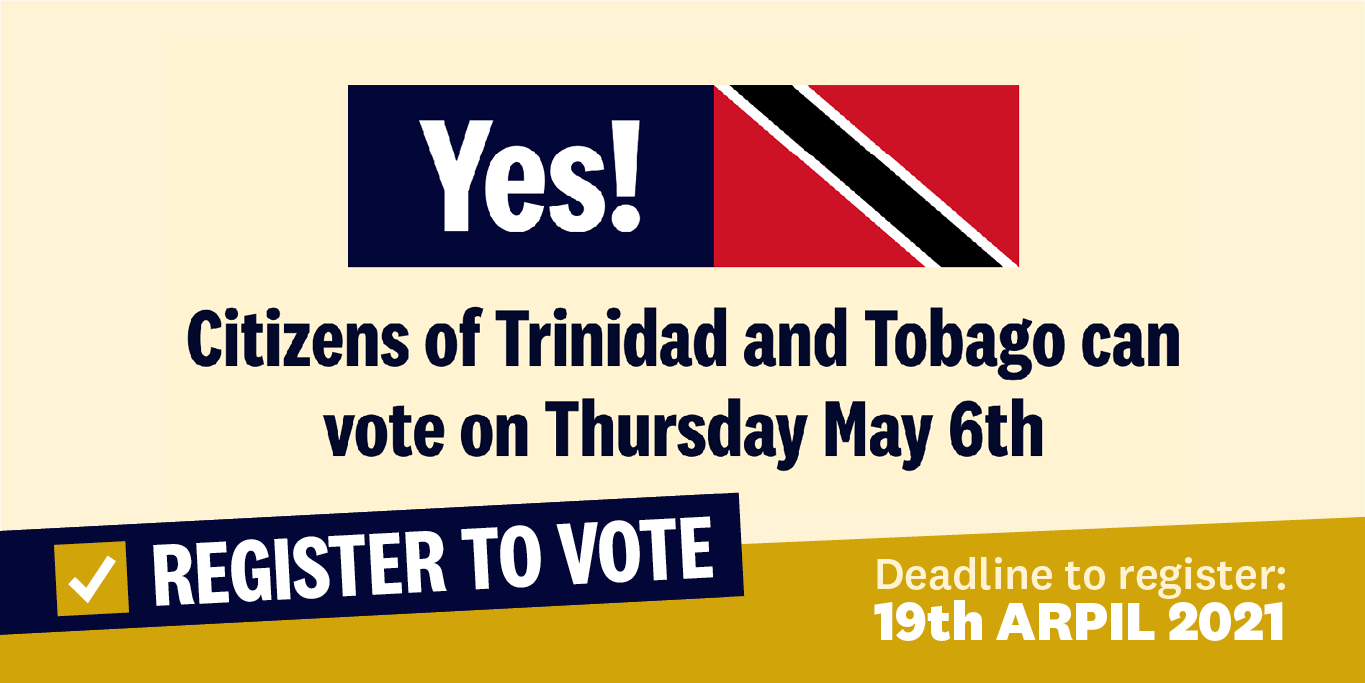 Yes!
Citizens of Trinidad and Tobago can
vote on Thursday May 6th
REGISTER TO VOTE
Deadline to register:
19th ARPIL 2021